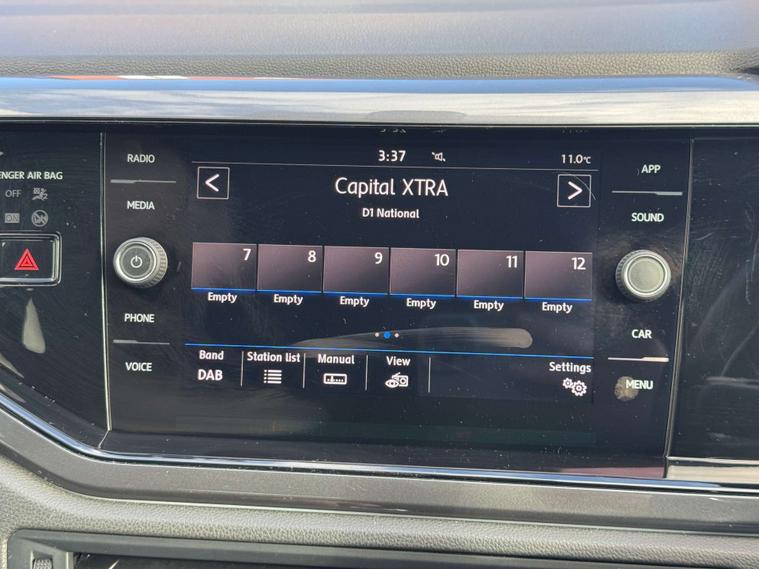 3:37 11.0°C
RADIO
APP
< Capital XTRA >
D1 National
MEDIA
SOUND
AIR BAG
OFF
ON
7 8 9 10 11 12
Empty Empty Empty Empty Empty Empty
PHONE
CAR
VOICE
MENU
Band Station list Manual View Settings
DAB